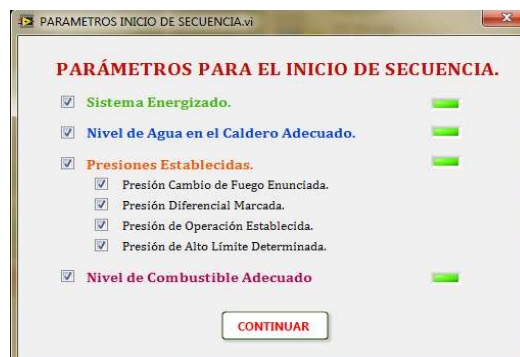 PARAMETROS INICIO DE SECUENCIA.vi
PARÁMETROS PARA EL INICIO DE SECUENCIA.
Sistema Energizado.
Nivel de Agua en el Caldero Adecuado.
Presiones Establecidas.
Presión Cambio de Fuego Enunciada.
Presión Diferencial Marcada.
Presión de Operación Establecida.
Presión de Alto Límite Determinada.
Nivel de Combustible Adecuado
CONTINUAR